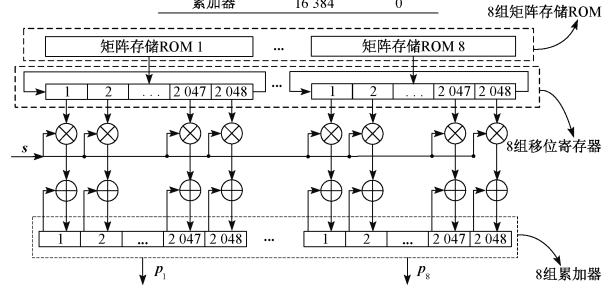 累加器 16 384 0
8组矩阵存储ROM
矩阵存储ROM 1 ... 矩阵存储ROM 8
1 2 ... 2 047 2 048 ... 1 2 ... 2 047 2 048
8组移位寄存器
s
1 2 ... 2 047 2 048 ... 1 2 ... 2 047 2 048
8组累加器
p1 p8